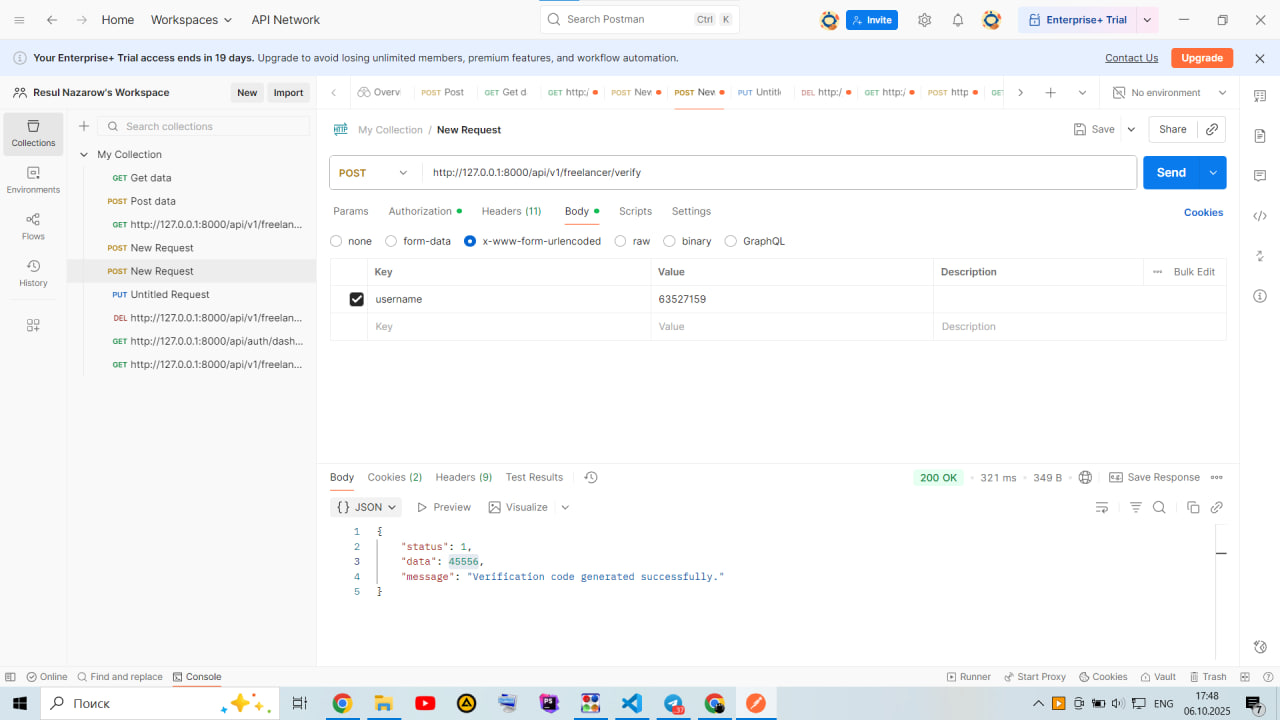 Home Workspaces API Network Search Postman Ctrl K Invite Enterprise+ Trial
Your Enterprise+ Trial access ends in 19 days. Upgrade to avoid losing unlimited members, premium features, and workflow automation. Contact Us Upgrade
Resul Nazarow's Workspace New Import Overvi POST Post GET Get d GET http:/ POST New POST New PUT Untitle DEL http:/ GET http:/ POST http GET No environment
Search collections
Collections
Environments
Flows
History
My Collection
GET Get data
POST Post data
GET http://127.0.0.1:8000/api/v1/freelan...
POST New Request
POST New Request
PUT Untitled Request
DEL http://127.0.0.1:8000/api/v1/freelan...
GET http://127.0.0.1:8000/api/auth/dash...
GET http://127.0.0.1:8000/api/v1/freelan...
HTTP My Collection / New Request Save Share
POST http://127.0.0.1:8000/api/v1/freelancer/verify Send
Params Authorization Headers (11) Body Scripts Settings Cookies
none form-data x-www-form-urlencoded raw binary GraphQL
Key Value Description Bulk Edit
username 63527159
Key Value Description
Body Cookies (2) Headers (9) Test Results 200 OK 321 ms 349 B Save Response
{} JSON Preview Visualize
1 {
2 "status": 1,
3 "data": 45556,
4 "message": "Verification code generated successfully."
5 }
Online Find and replace Console Runner Start Proxy Cookies Vault Trash
Поиск 37 ENG 17:48
06.10.2025 7